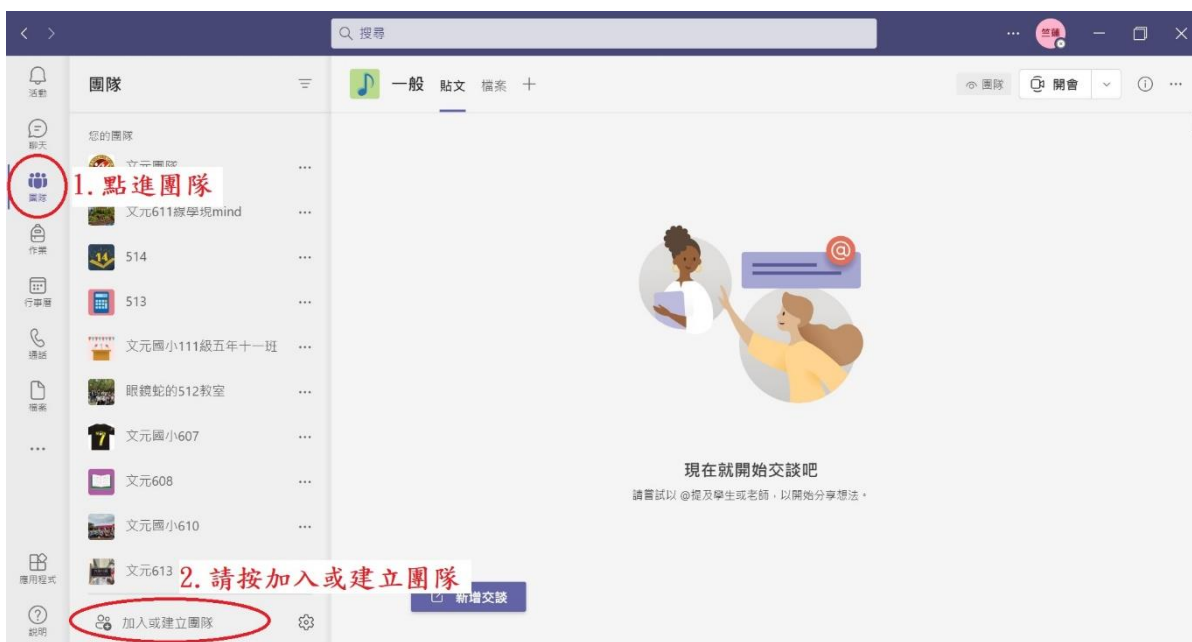 搜尋
竺蓮
活動
聊天
團隊
作業
行事曆
通話
檔案
應用程式
說明
團隊
您的團隊
文元團隊
1. 點進團隊
文元611線學現mind
514
513
文元國小111級五年十一班
眼鏡蛇的512教室
文元國小607
文元608
文元國小610
文元613
2. 請按加入或建立團隊
加入或建立團隊
一般 貼文 檔案
團隊 開會
現在就開始交談吧
請嘗試以 @提及學生或老師,以開始分享想法。
新增交談